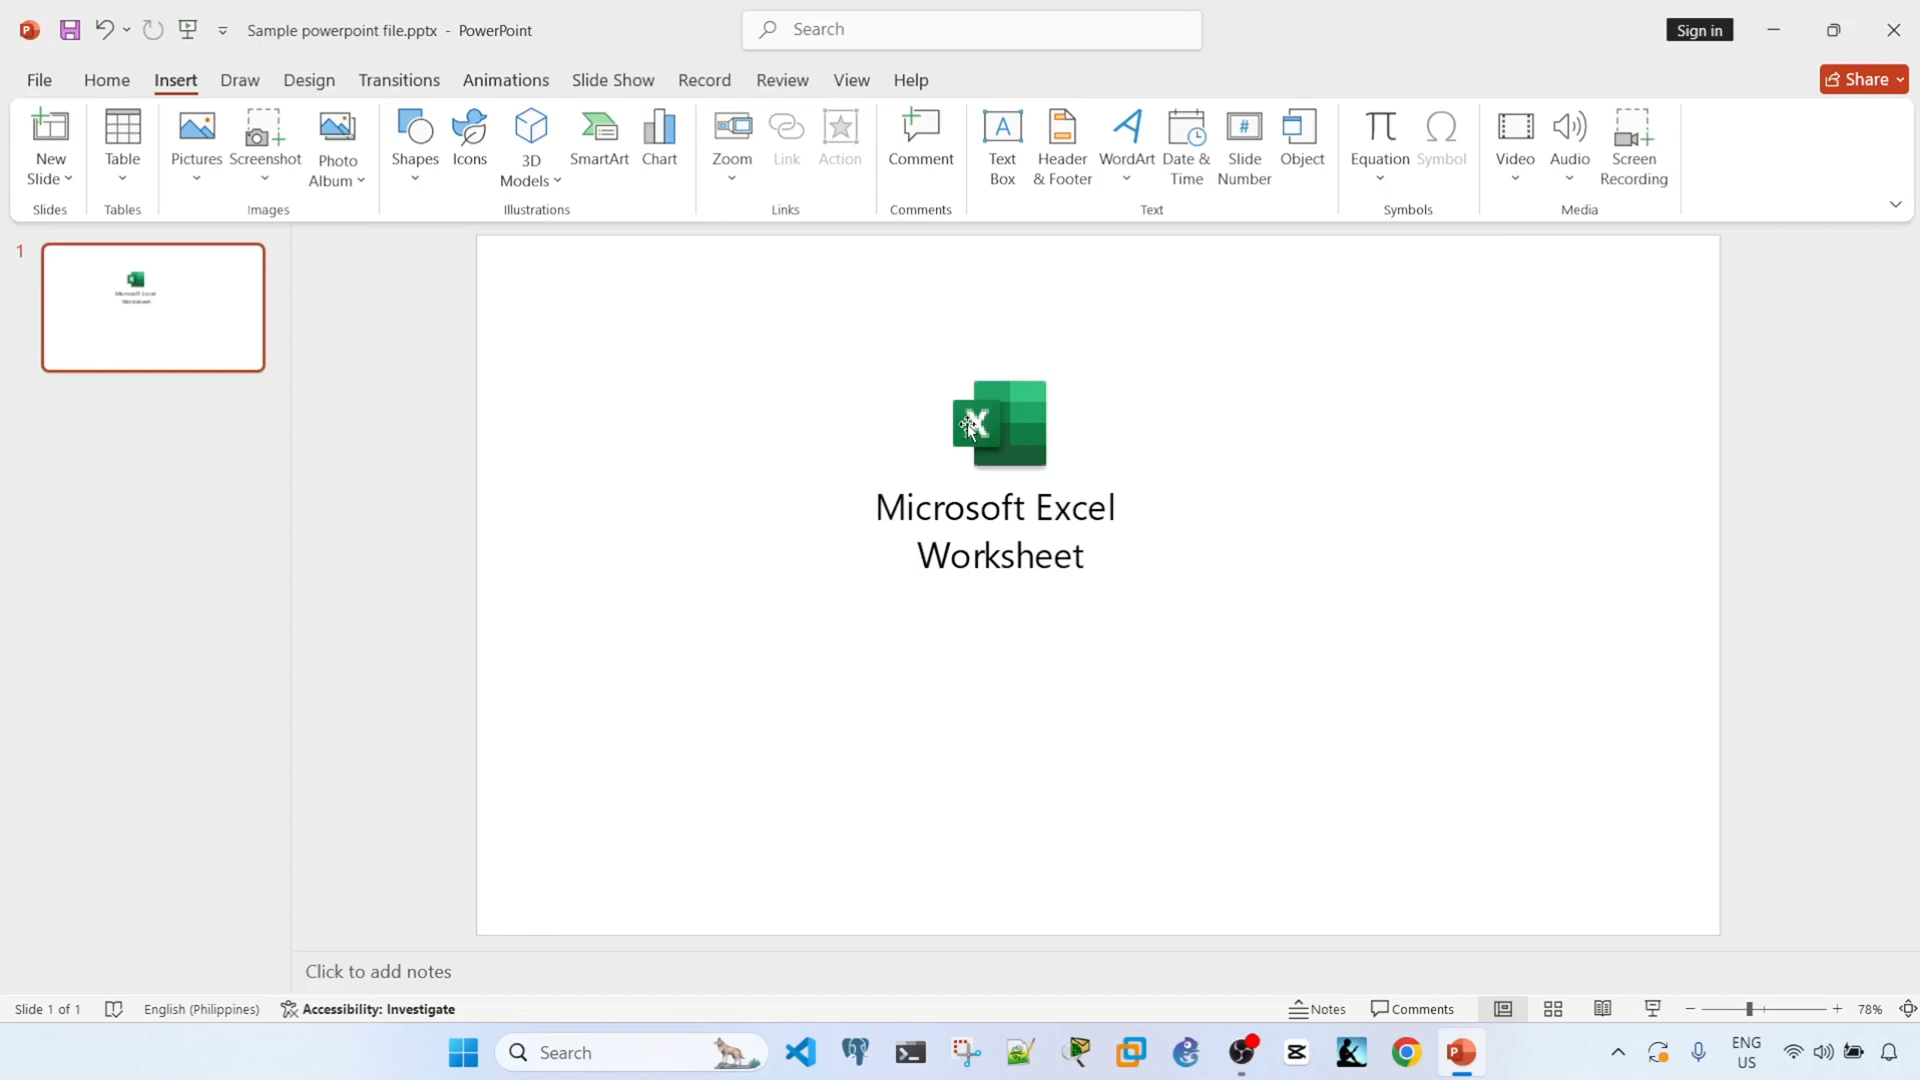 Sample powerpoint file.pptx - PowerPoint
Search
Sign in
File Home Insert Draw Design Transitions Animations Slide Show Record Review View Help
Share
New Slide
Table
Pictures
Screenshot
Photo Album
Shapes
Icons
3D Models
SmartArt
Chart
Zoom
Link
Action
Comment
Text Box
Header & Footer
WordArt
Date & Time
Slide Number
Object
Equation
Symbol
Video
Audio
Screen Recording
Slides Tables Images Illustrations Links Comments Text Symbols Media
1
Microsoft Excel
Worksheet
X
Microsoft Excel
Worksheet
Click to add notes
Slide 1 of 1 English (Philippines) Accessibility: Investigate
Notes Comments 78%
Search
ENG
US